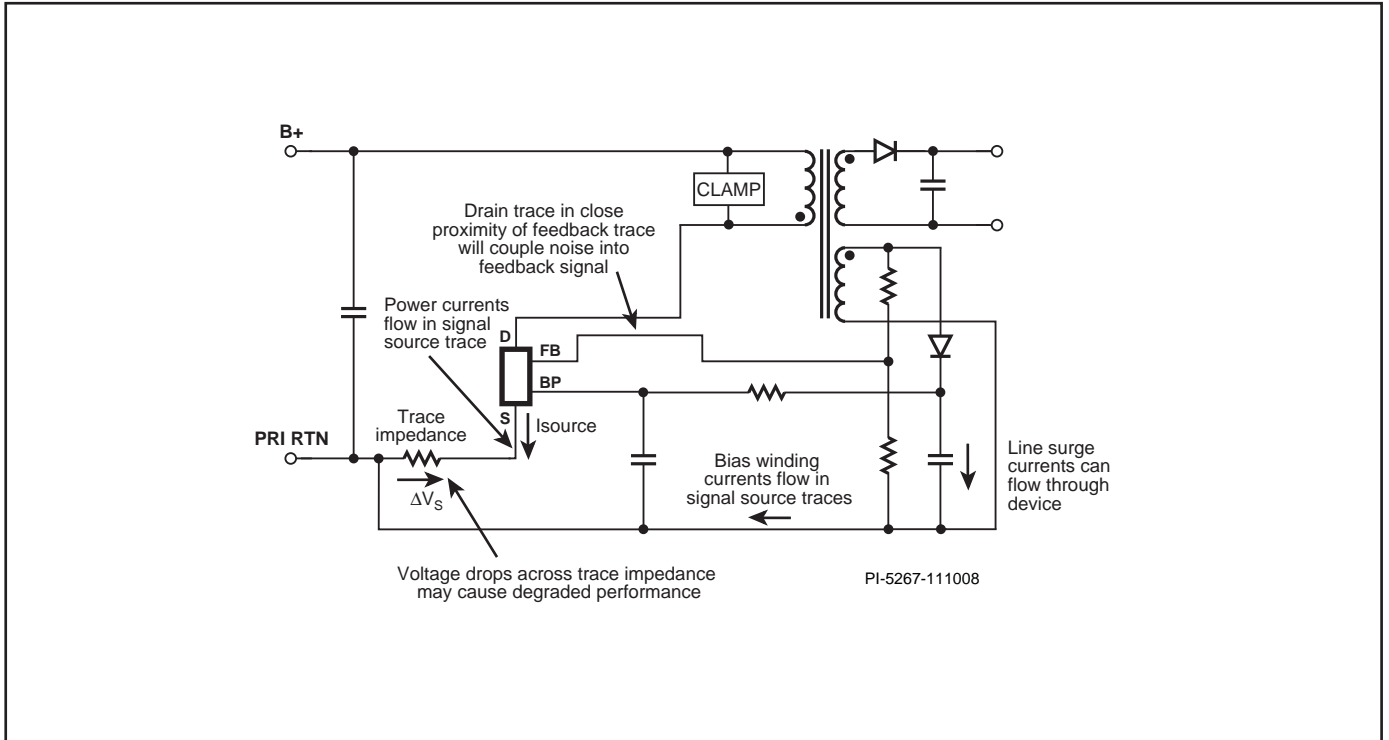 B+
CLAMP
Drain trace in close
proximity of feedback trace
will couple noise into
feedback signal
Power currents
flow in signal
source trace
D
FB
BP
S
Isource
Trace
impedance
PRI RTN
ΔVS
Bias winding
currents flow in
signal source traces
Line surge
currents can
flow through
device
Voltage drops across trace impedance
may cause degraded performance
PI-5267-111008